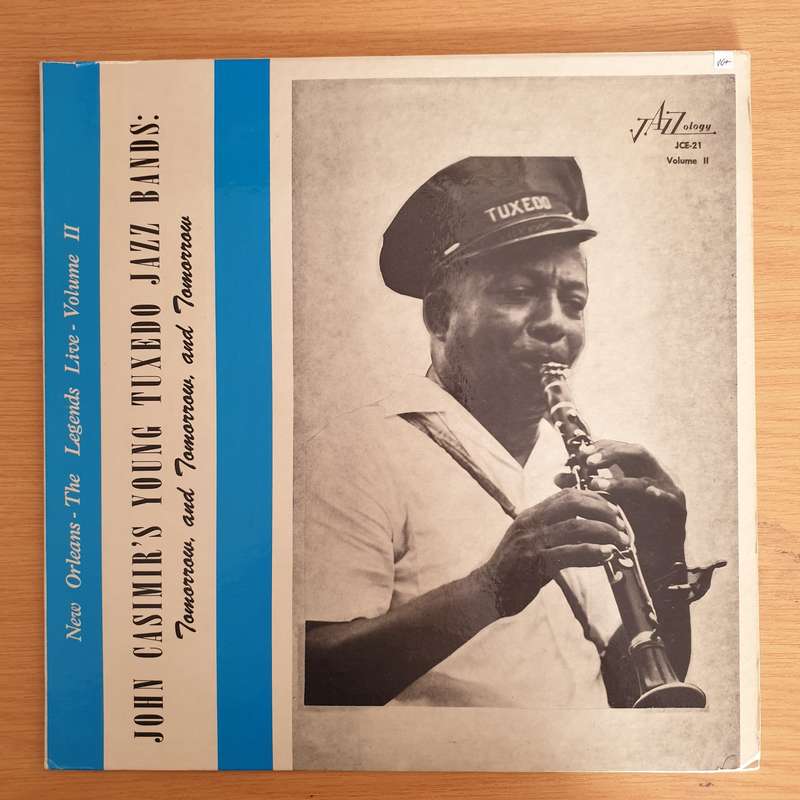 New Orleans - The Legends Live - Volume II
JOHN CASIMIR'S YOUNG TUXEDO JAZZ BANDS:
Tomorrow, and Tomorrow, and Tomorrow
JAZZology
JCE-21
Volume II
TUXEDO